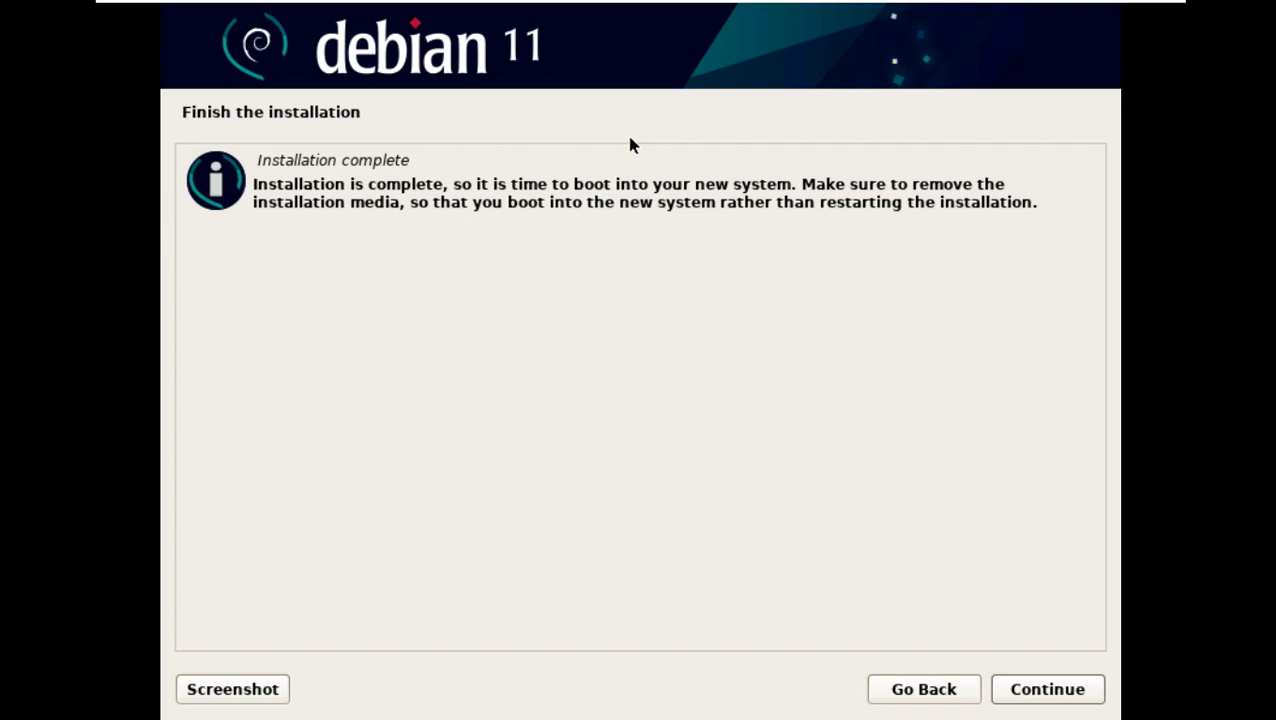 debian 11
Finish the installation
Installation complete
Installation is complete, so it is time to boot into your new system. Make sure to remove the
installation media, so that you boot into the new system rather than restarting the installation.
Screenshot
Go Back
Continue